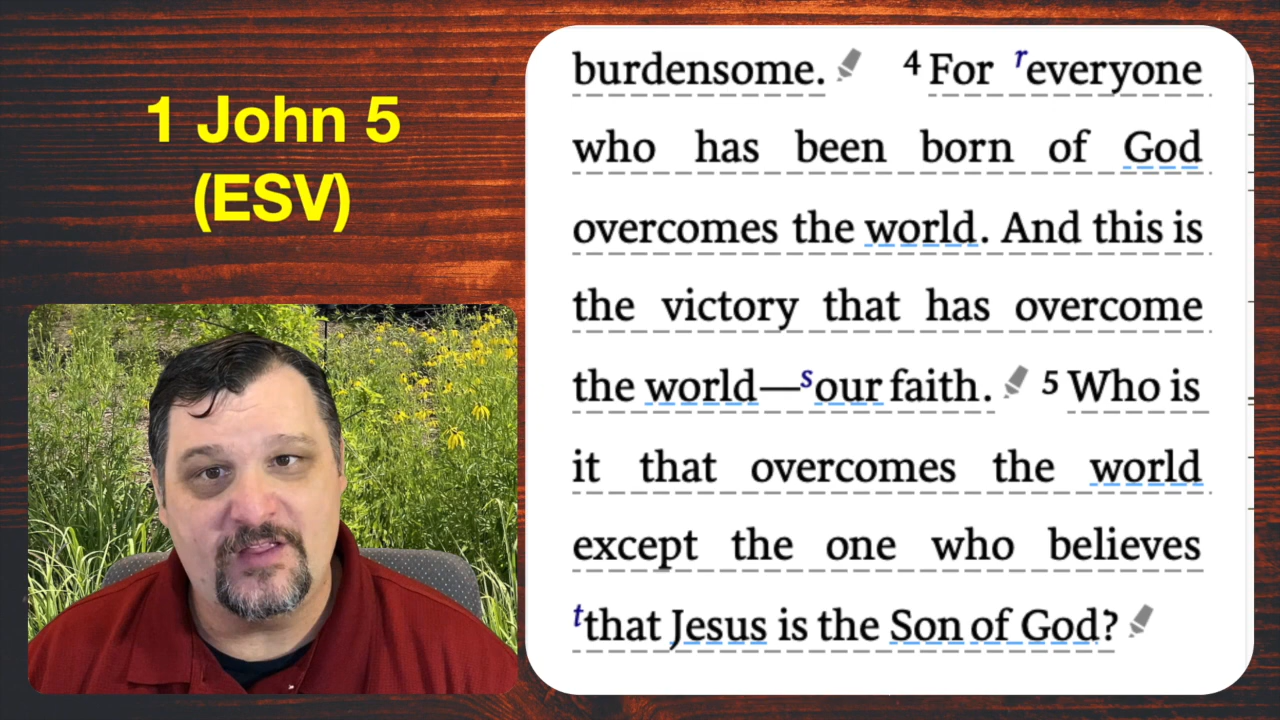 1 John 5
(ESV)
burdensome. 4 For r everyone
who has been born of God
overcomes the world. And this is
the victory that has overcome
the world—s our faith. 5 Who is
it that overcomes the world
except the one who believes
t that Jesus is the Son of God?